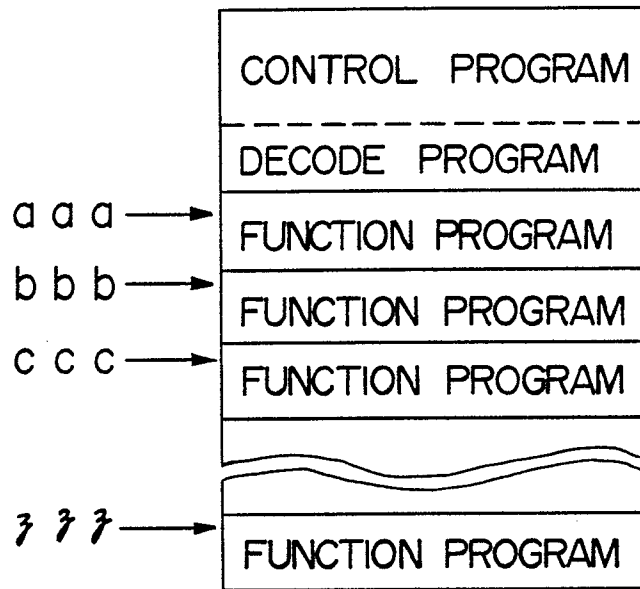 CONTROL PROGRAM
DECODE PROGRAM
a a a FUNCTION PROGRAM
b b b FUNCTION PROGRAM
c c c FUNCTION PROGRAM
z z z FUNCTION PROGRAM